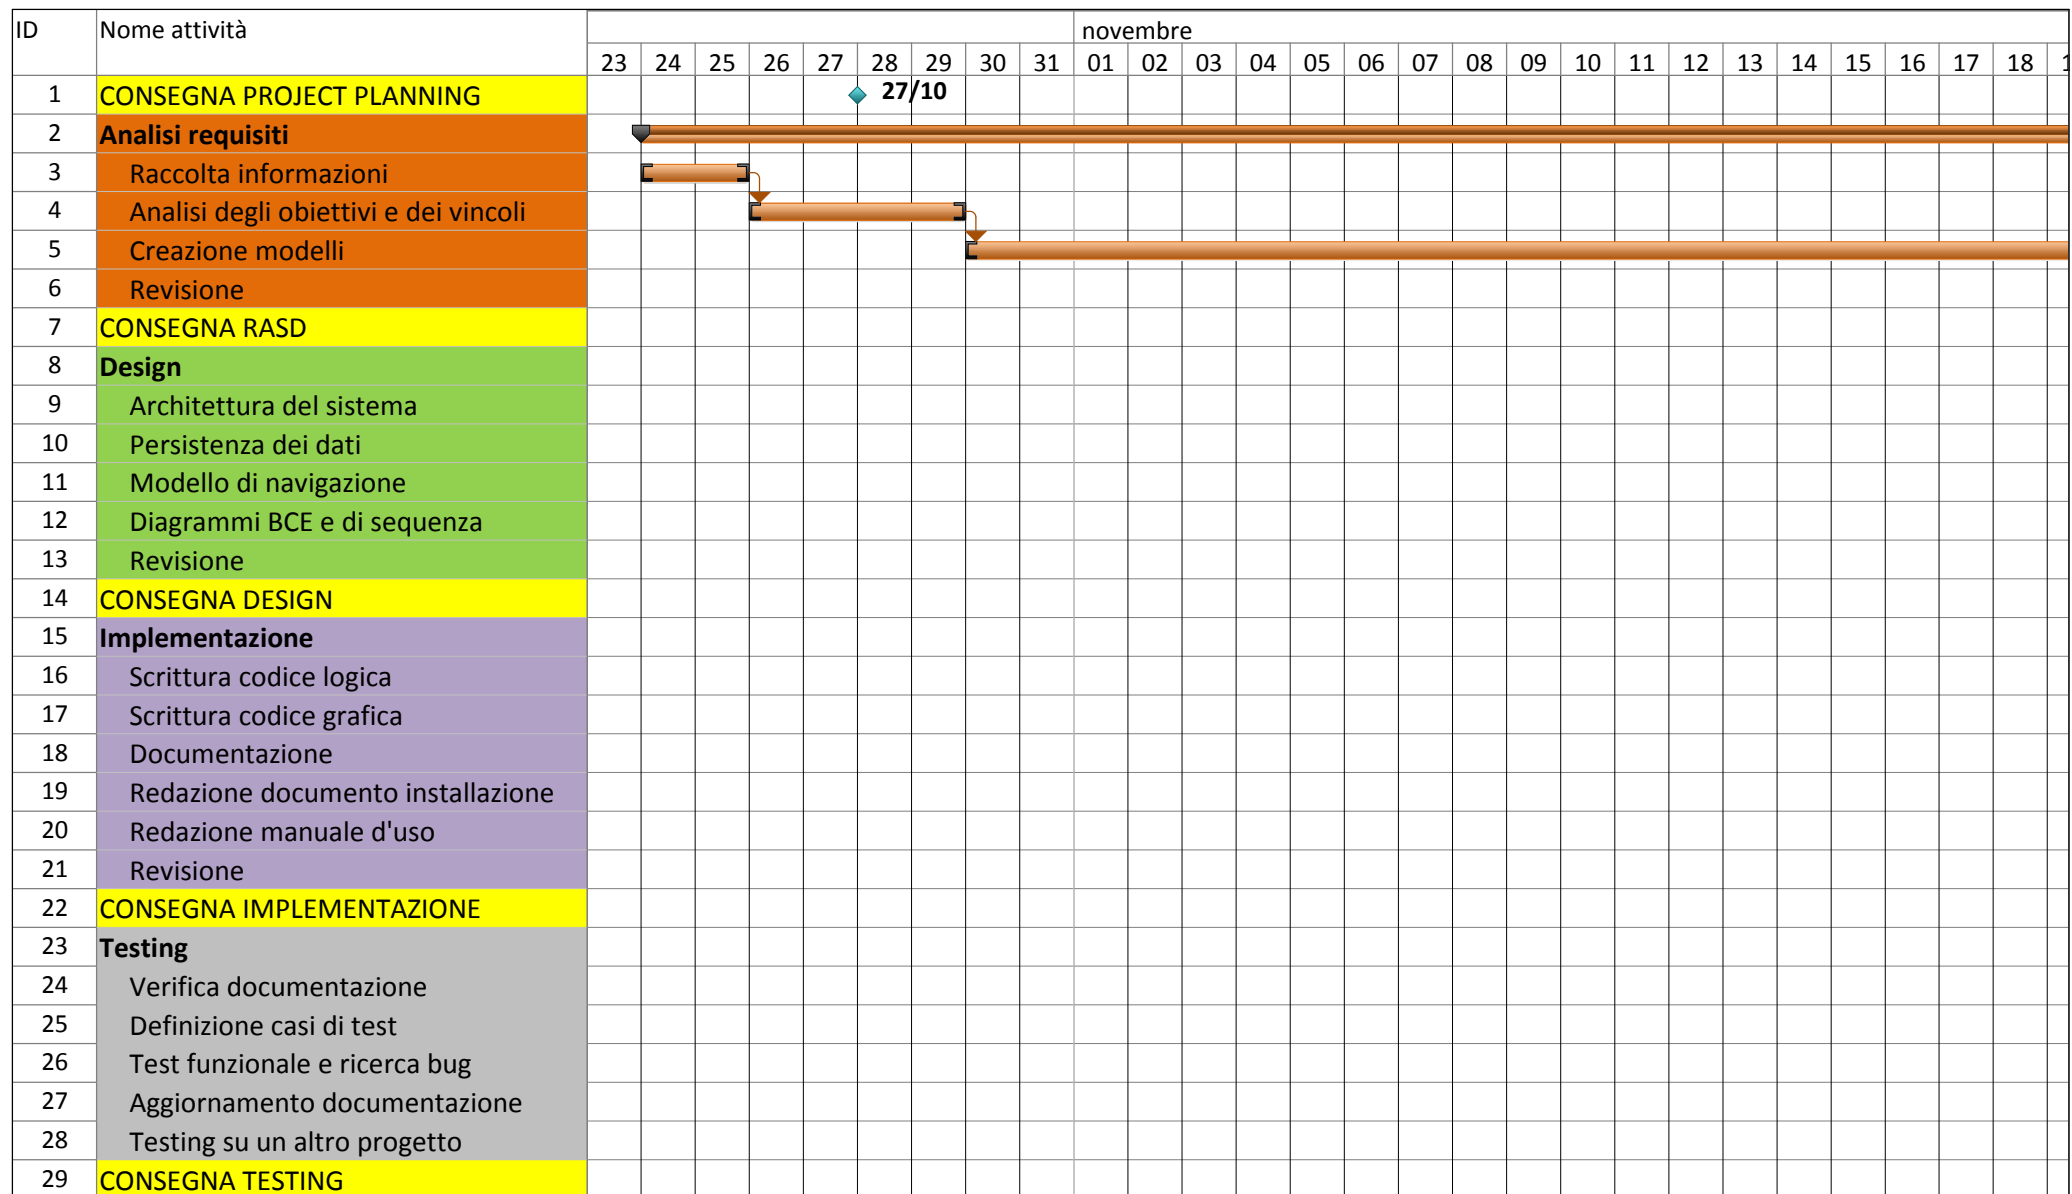 ID Nome attività novembre
23 24 25 26 27 28 29 30 31 01 02 03 04 05 06 07 08 09 10 11 12 13 14 15 16 17 18
1 CONSEGNA PROJECT PLANNING 27/10
2 Analisi requisiti
3 Raccolta informazioni
4 Analisi degli obiettivi e dei vincoli
5 Creazione modelli
6 Revisione
7 CONSEGNA RASD
8 Design
9 Architettura del sistema
10 Persistenza dei dati
11 Modello di navigazione
12 Diagrammi BCE e di sequenza
13 Revisione
14 CONSEGNA DESIGN
15 Implementazione
16 Scrittura codice logica
17 Scrittura codice grafica
18 Documentazione
19 Redazione documento installazione
20 Redazione manuale d'uso
21 Revisione
22 CONSEGNA IMPLEMENTAZIONE
23 Testing
24 Verifica documentazione
25 Definizione casi di test
26 Test funzionale e ricerca bug
27 Aggiornamento documentazione
28 Testing su un altro progetto
29 CONSEGNA TESTING